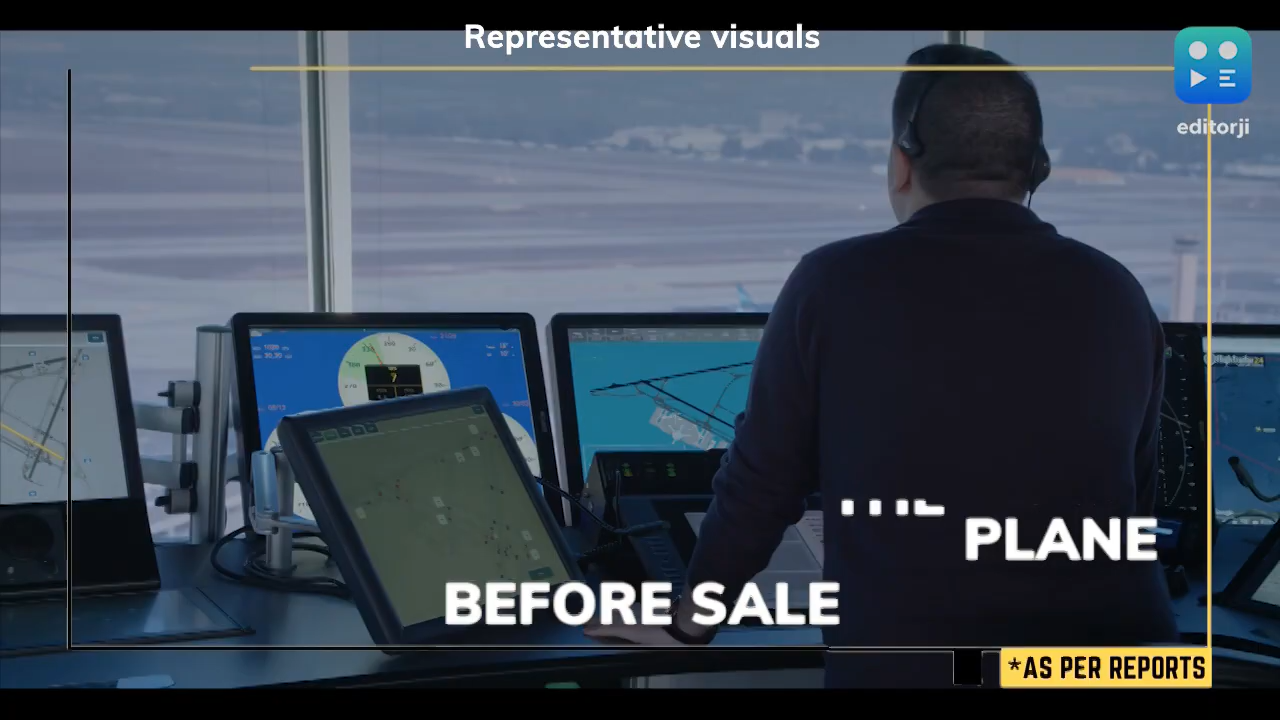 Representative visuals
editorji
PLANE
BEFORE SALE
*AS PER REPORTS